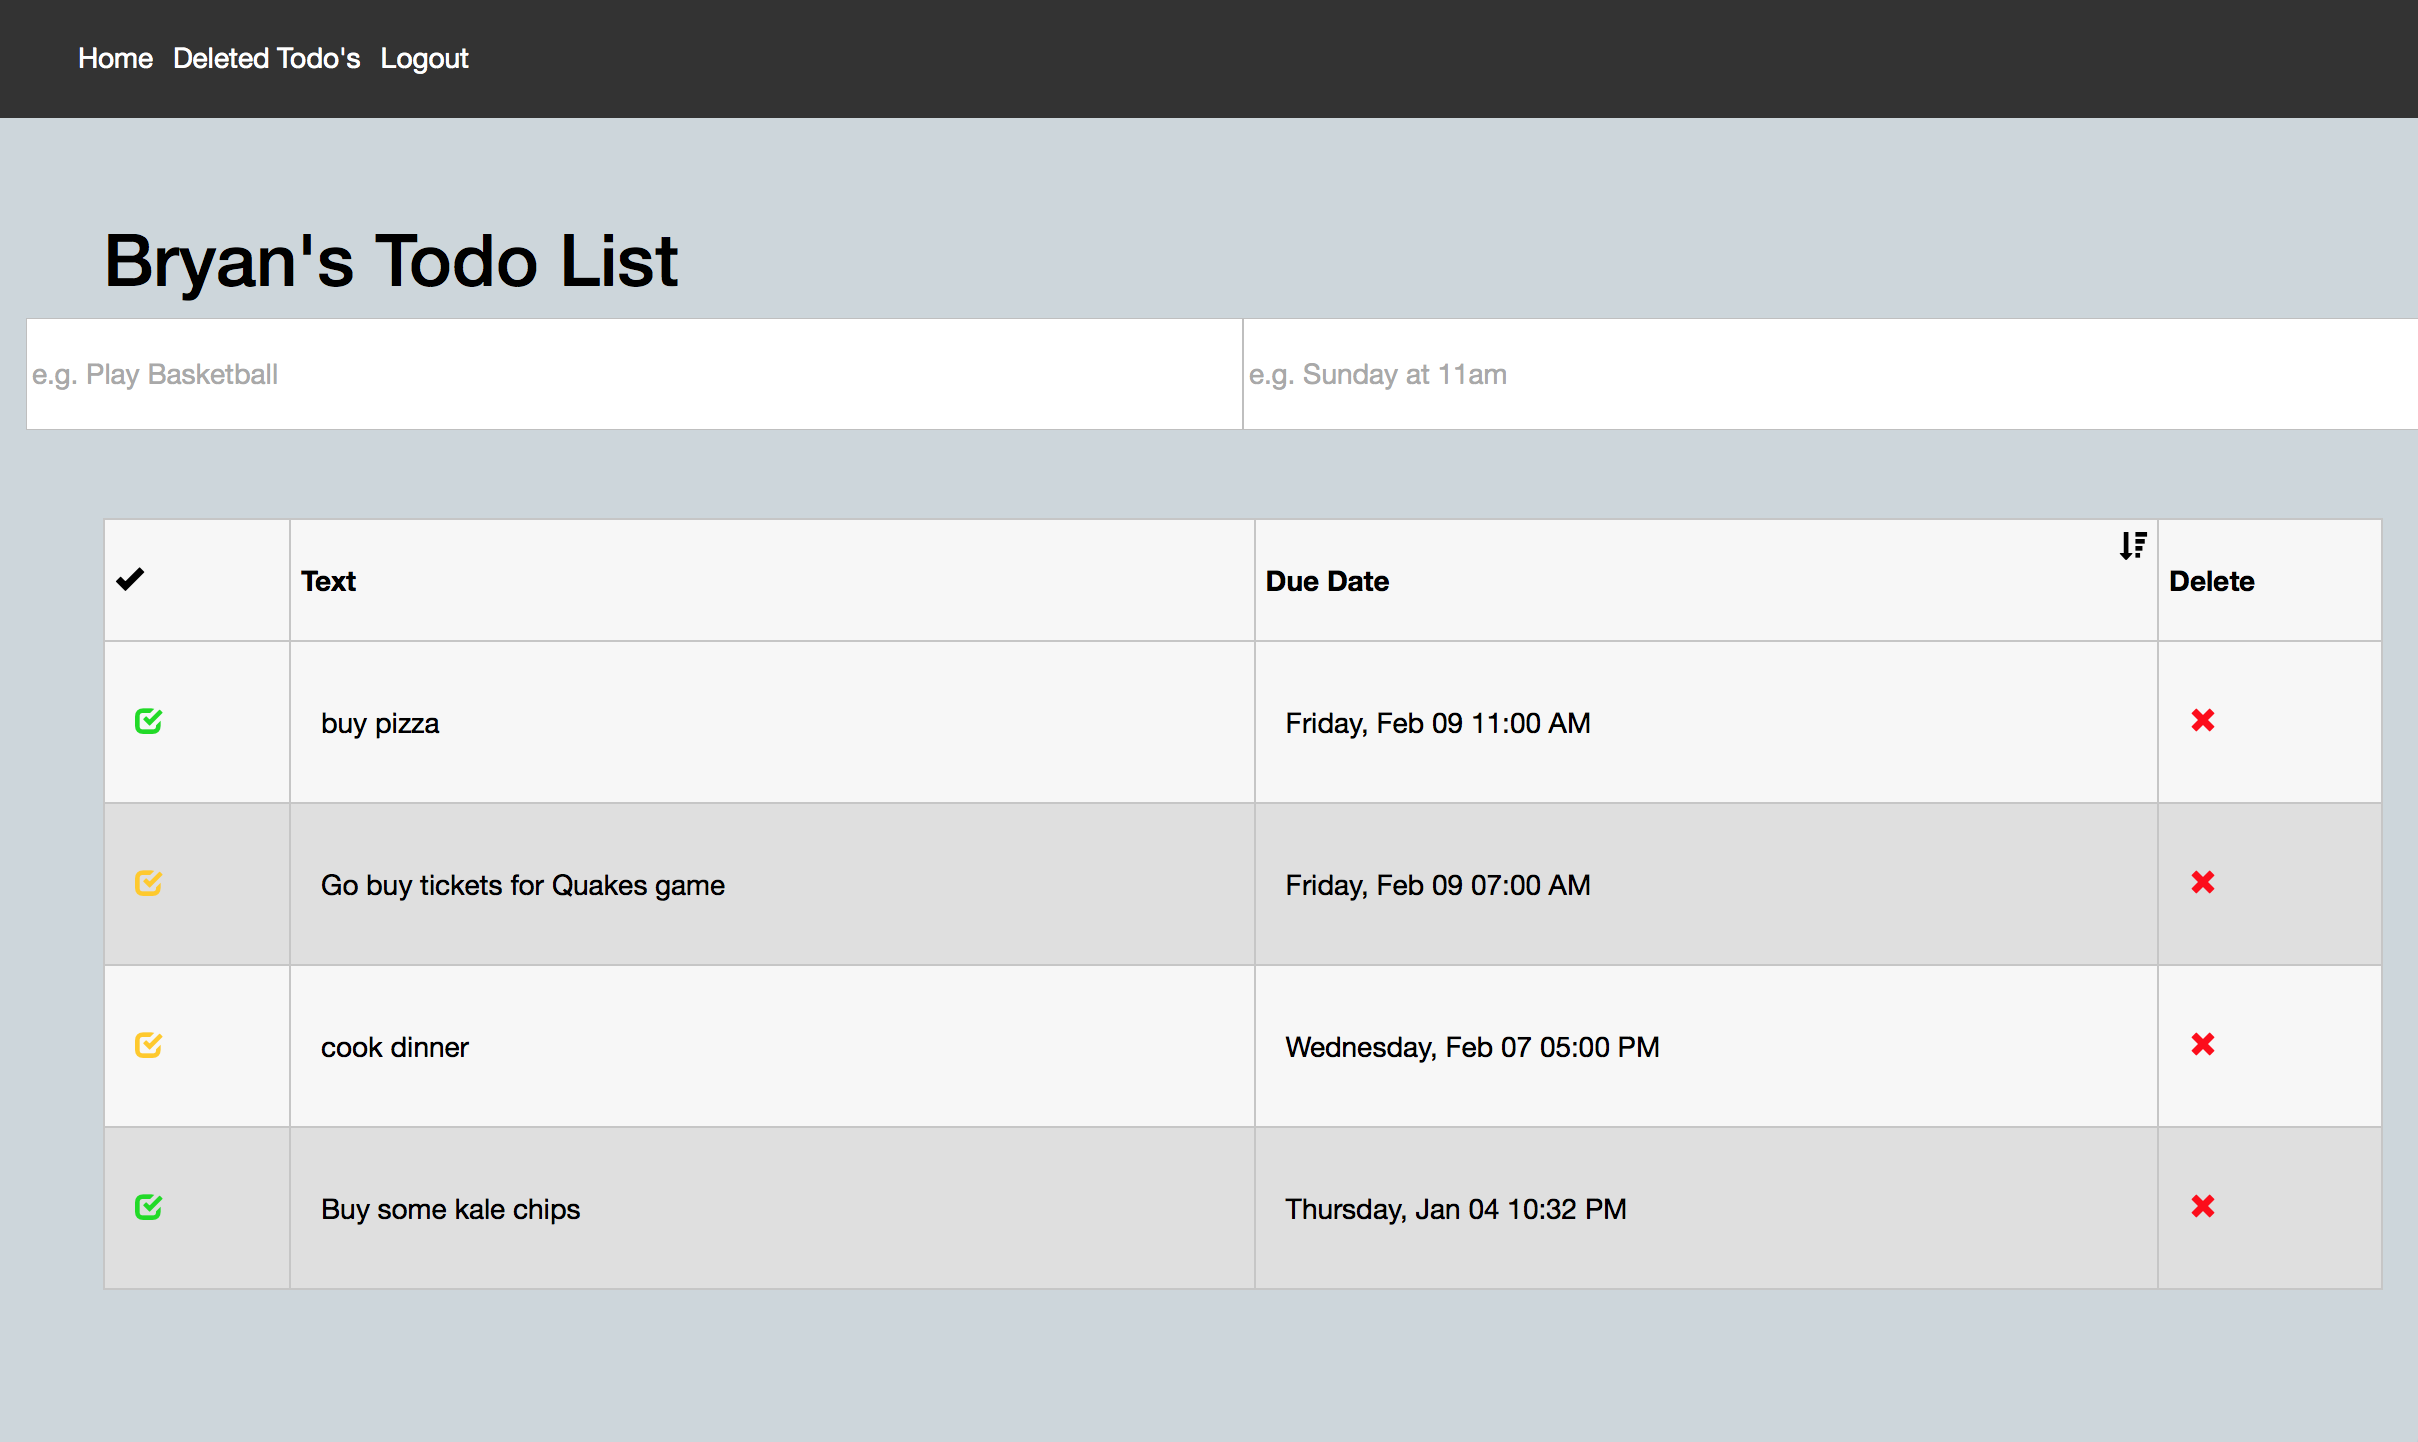 Home Deleted Todo's Logout
Bryan's Todo List
e.g. Play Basketball e.g. Sunday at 11am
Text Due Date Delete
buy pizza Friday, Feb 09 11:00 AM
Go buy tickets for Quakes game Friday, Feb 09 07:00 AM
cook dinner Wednesday, Feb 07 05:00 PM
Buy some kale chips Thursday, Jan 04 10:32 PM